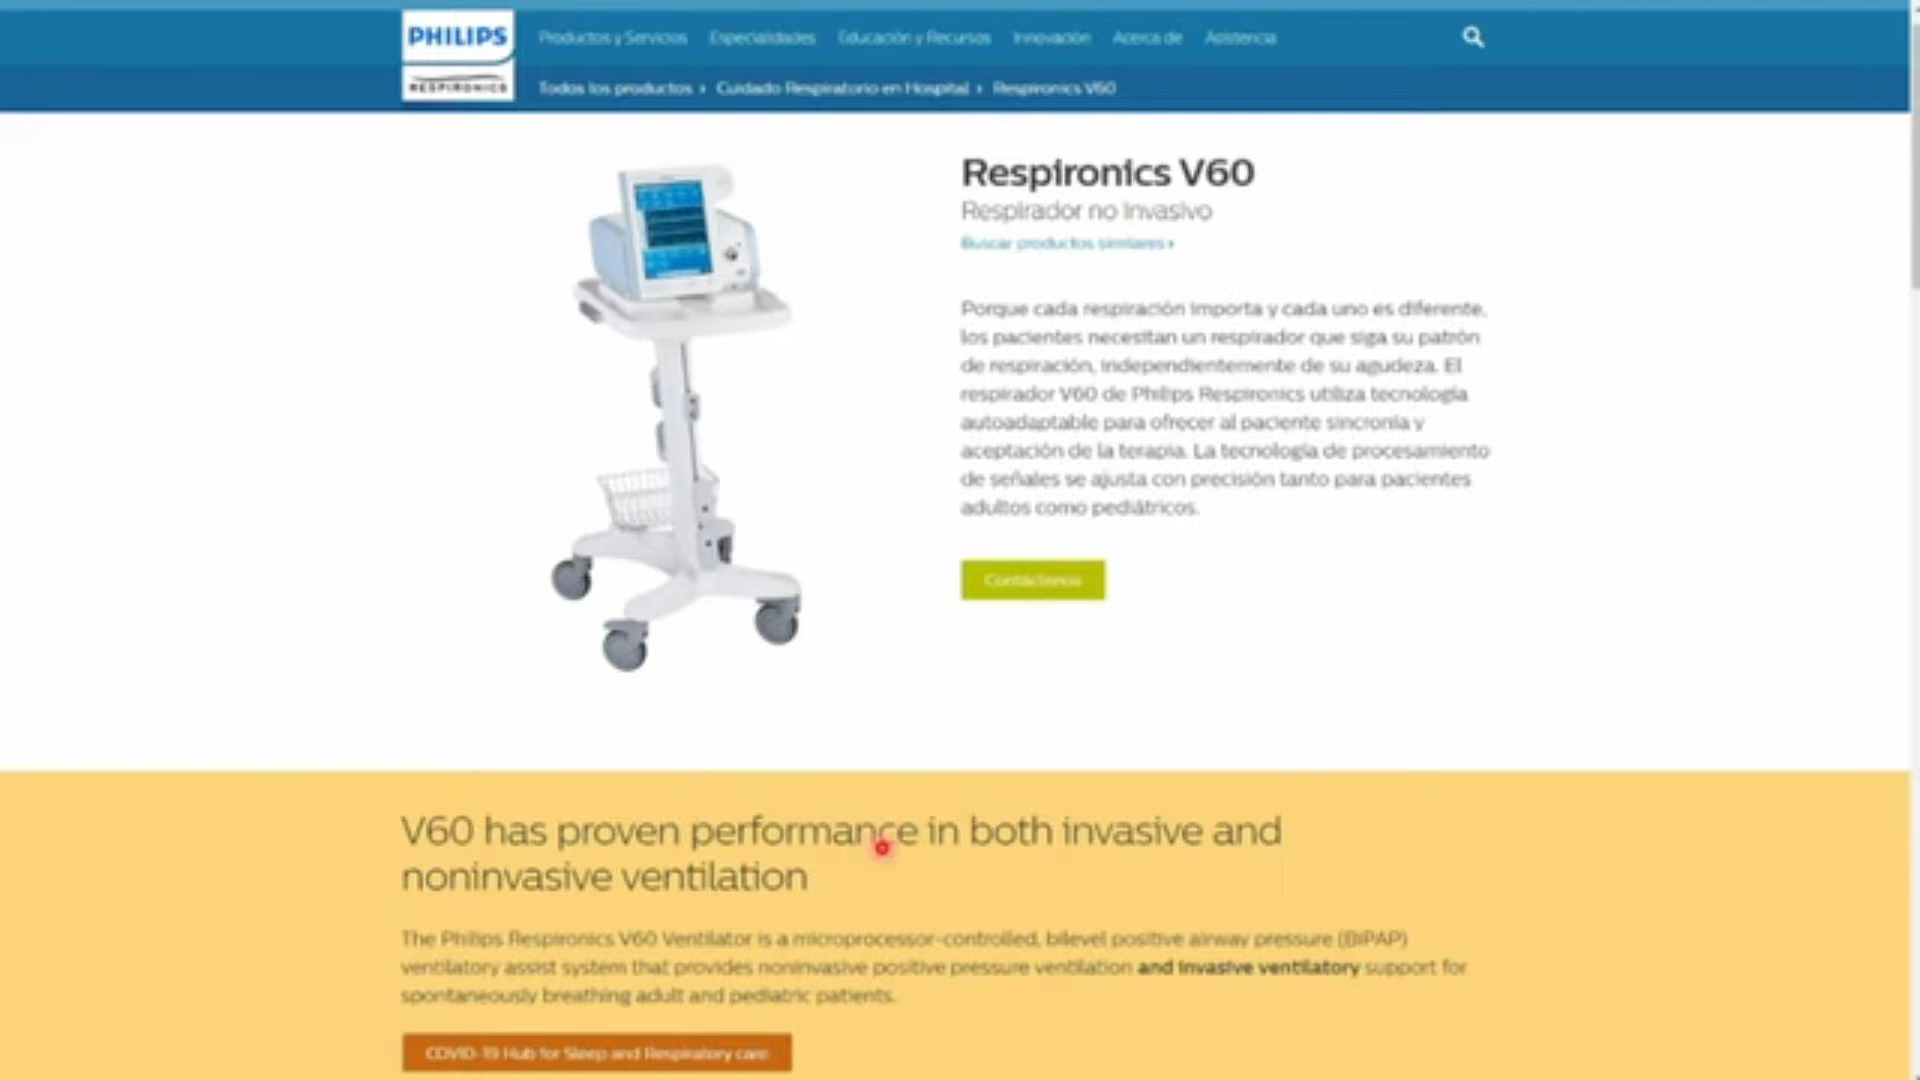 PHILIPS
RESPIRONICS
Productos y Servicios Especialidades Educación y Recursos Innovación Acerca de Asistencia
Todos los productos › Cuidado Respiratorio en Hospital › Respironics V60
Respironics V60
Respirador no invasivo
Buscar productos similares ›
Porque cada respiración importa y cada uno es diferente,
los pacientes necesitan un respirador que siga su patrón
de respiración, independientemente de su agudeza. El
respirador V60 de Philips Respironics utiliza tecnología
autoadaptable para ofrecer al paciente sincronía y
aceptación de la terapia. La tecnología de procesamiento
de señales se ajusta con precisión tanto para pacientes
adultos como pediátricos.
Contáctenos
V60 has proven performance in both invasive and
noninvasive ventilation
The Philips Respironics V60 Ventilator is a microprocessor-controlled, bilevel positive airway pressure (BiPAP)
ventilatory assist system that provides noninvasive positive pressure ventilation and invasive ventilatory support for
spontaneously breathing adult and pediatric patients.
COVID-19 Hub for Sleep and Respiratory care